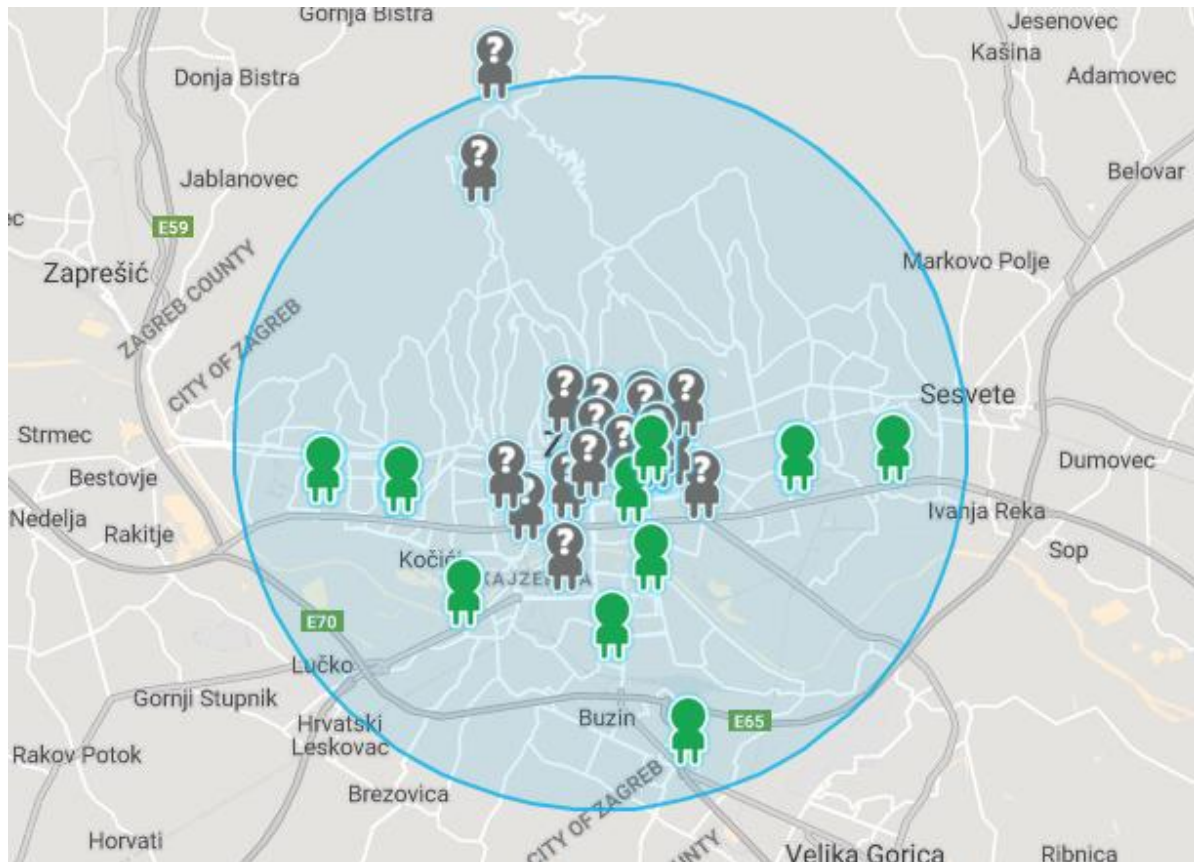 Gornja Bistra
Jesenovec
Kašina
Adamovec
Donja Bistra
?
?
Belovar
Jablanovec
ec
E59
Markovo Polje
Zaprešić
ZAGREB COUNTY
CITY OF ZAGREB
Sesvete
?
?
?
?
?
?
Strmec
Z
?
?
?
?
Dumovec
Bestovje
?
Nedelja
Rakitje
Ivanja Reka
Sop
Kočići
?
E70
Lučko
Gornji Stupnik
Buzin
E65
Hrvatski
Leskovac
Rakov Potok
Brezovica
CITY OF ZAGREB
UNTY
Horvati
Velika Gorica
Ribnica